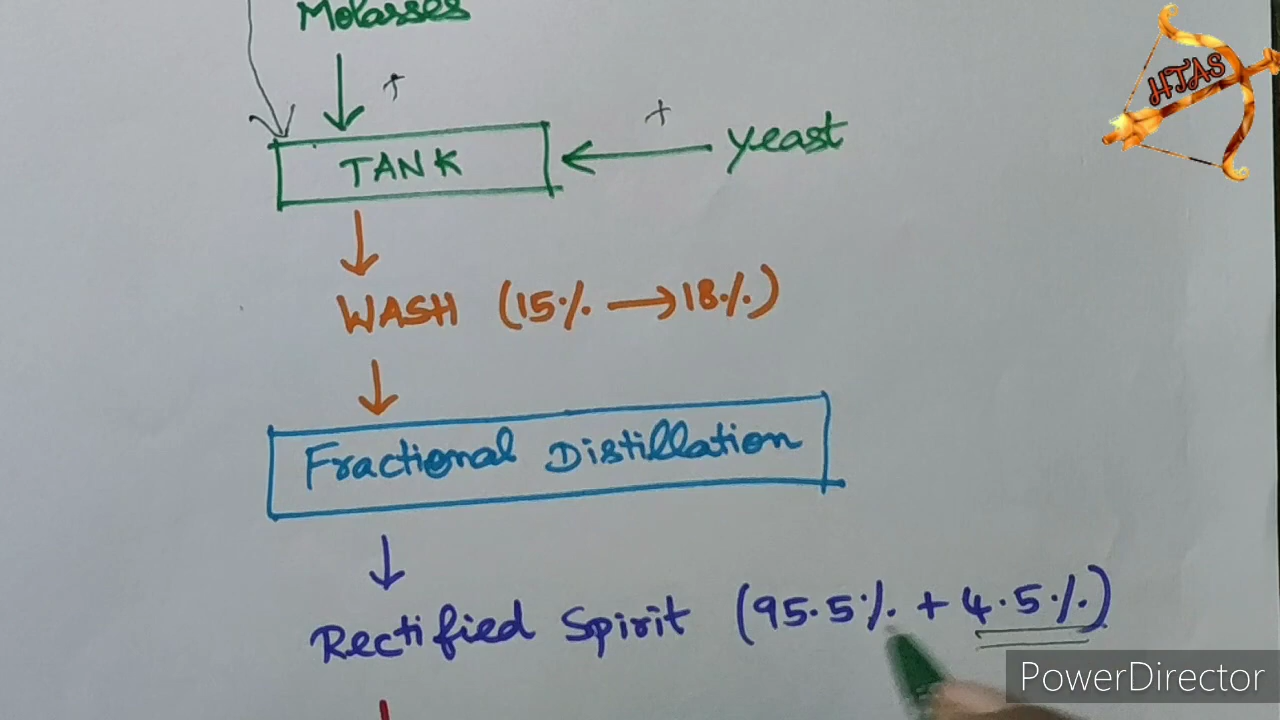 Molasses
+
+
yeast
TANK
WASH (15% → 18%)
Fractional Distillation
Rectified Spirit (95.5% + 4.5%)
HTAS
PowerDirector